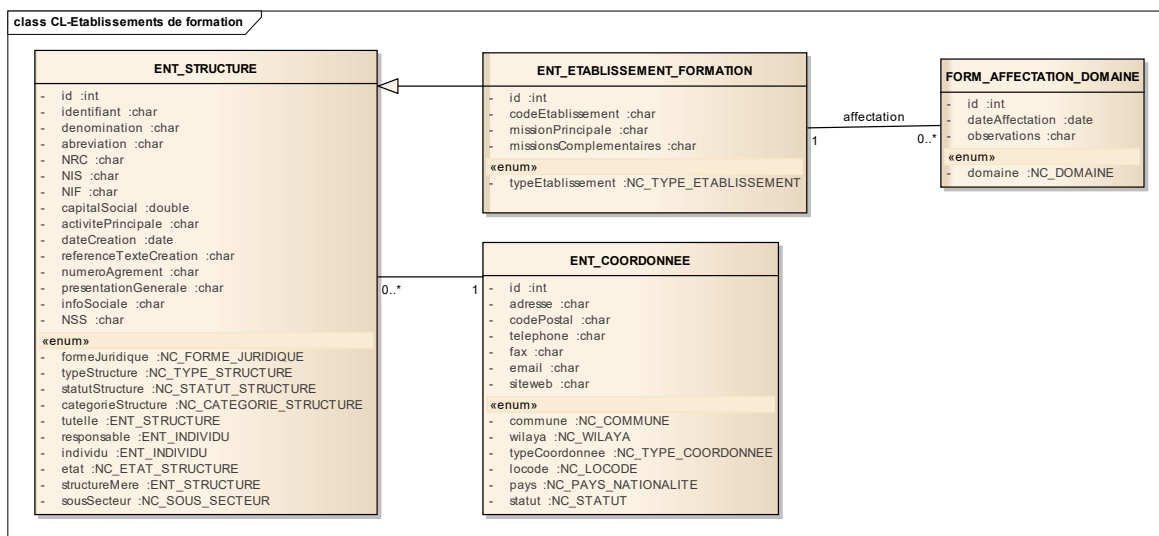 class CL-Etablissements de formation
ENT_STRUCTURE
- id :int
- identifiant :char
- denomination :char
- abreviation :char
- NRC :char
- NIS :char
- NIF :char
- capitalSocial :double
- activitePrincipale :char
- dateCreation :date
- referenceTexteCreation :char
- numeroAgrement :char
- presentationGenerale :char
- infoSociale :char
- NSS :char
«enum»
- formeJuridique :NC_FORME_JURIDIQUE
- typeStructure :NC_TYPE_STRUCTURE
- statutStructure :NC_STATUT_STRUCTURE
- categorieStructure :NC_CATEGORIE_STRUCTURE
- tutelle :ENT_STRUCTURE
- responsable :ENT_INDIVIDU
- individu :ENT_INDIVIDU
- etat :NC_ETAT_STRUCTURE
- structureMere :ENT_STRUCTURE
- sousSecteur :NC_SOUS_SECTEUR
ENT_ETABLISSEMENT_FORMATION
- id :int
- codeEtablissement :char
- missionPrincipale :char
- missionsComplementaires :char
«enum»
- typeEtablissement :NC_TYPE_ETABLISSEMENT
affectation
1
0..*
FORM_AFFECTATION_DOMAINE
- id :int
- dateAffectation :date
- observations :char
«enum»
- domaine :NC_DOMAINE
0..*
1
ENT_COORDONNEE
- id :int
- adresse :char
- codePostal :char
- telephone :char
- fax :char
- email :char
- siteweb :char
«enum»
- commune :NC_COMMUNE
- wilaya :NC_WILAYA
- typeCoordonnee :NC_TYPE_COORDONNEE
- locode :NC_LOCODE
- pays :NC_PAYS_NATIONALITE
- statut :NC_STATUT